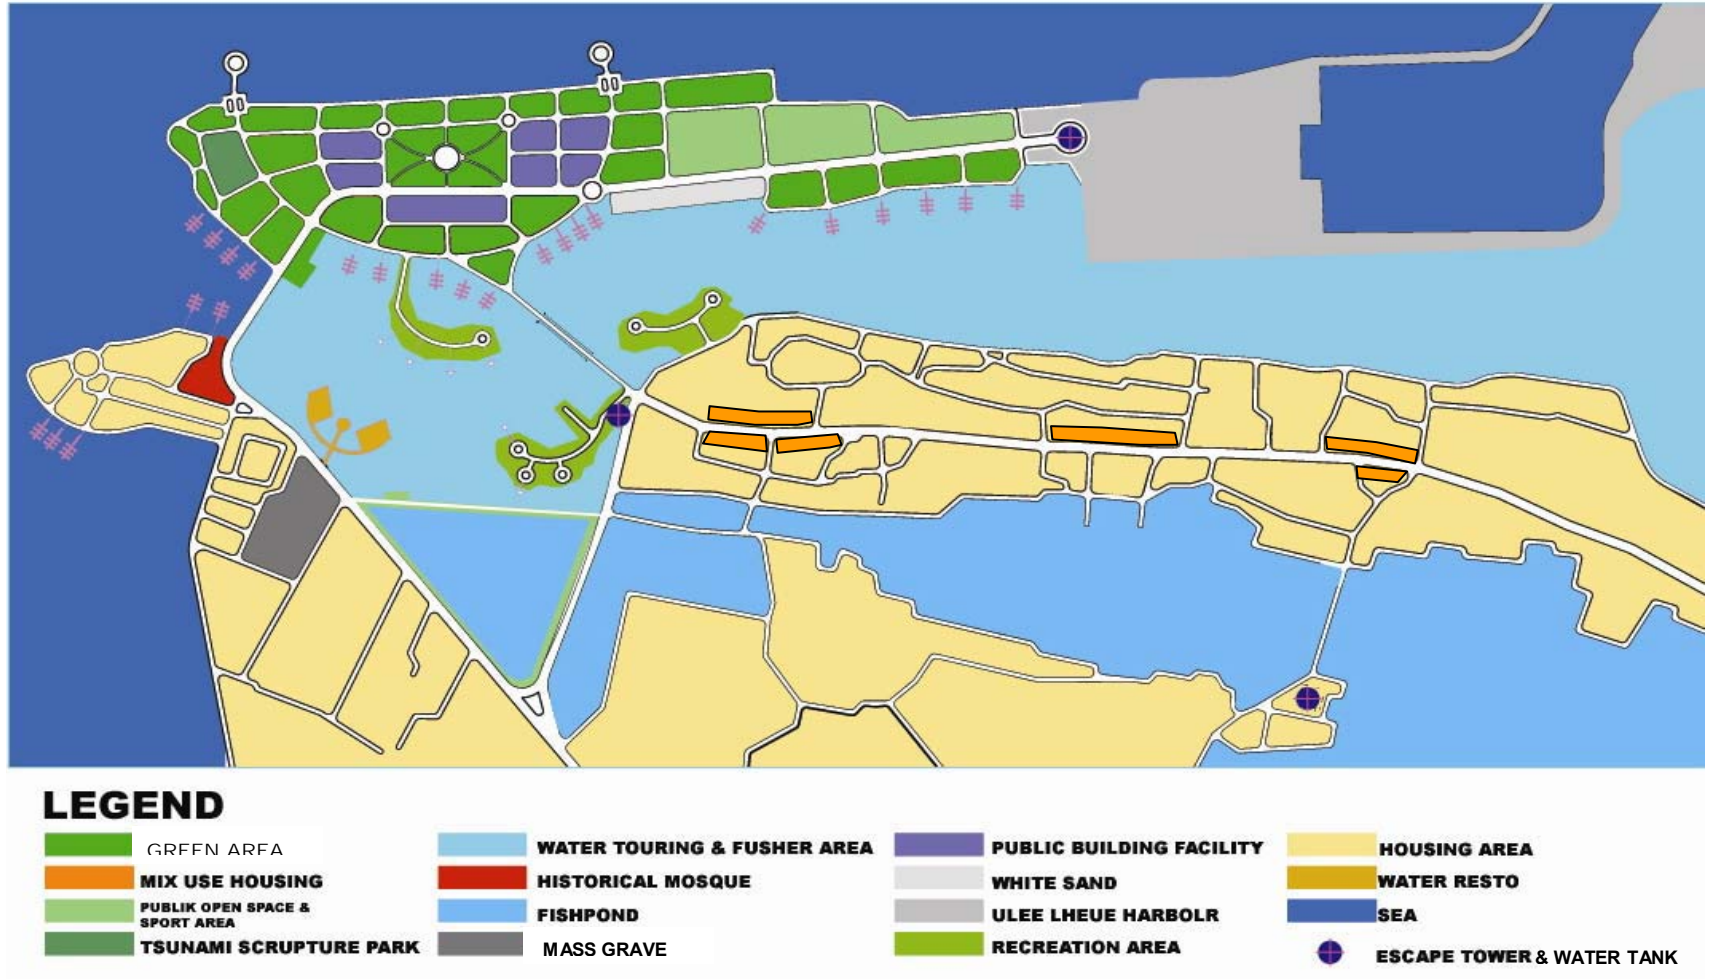 LEGEND
GREEN AREA
MIX USE HOUSING
PUBLIK OPEN SPACE &
SPORT AREA
TSUNAMI SCRUPTURE PARK
WATER TOURING & FUSHER AREA
HISTORICAL MOSQUE
FISHPOND
MASS GRAVE
PUBLIC BUILDING FACILITY
WHITE SAND
ULEE LHEUE HARBOLR
RECREATION AREA
HOUSING AREA
WATER RESTO
SEA
ESCAPE TOWER & WATER TANK